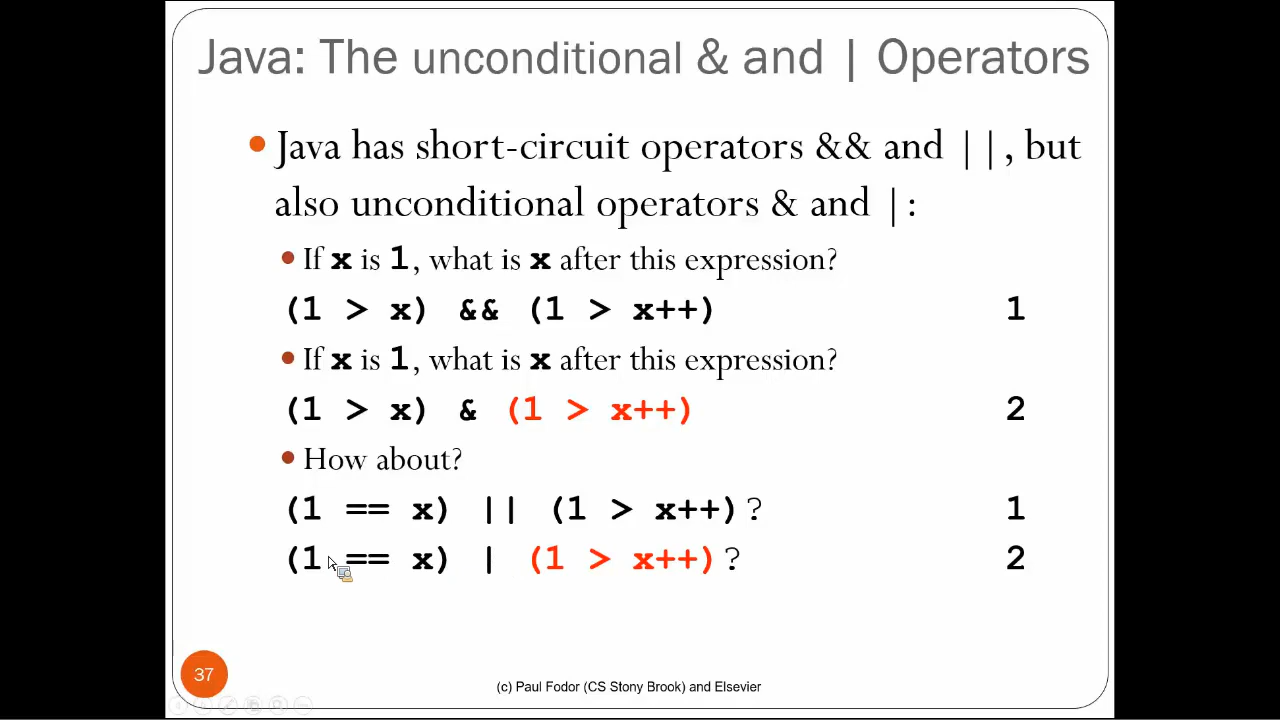 Java: The unconditional & and | Operators
• Java has short-circuit operators && and ||, but
also unconditional operators & and |:
• If x is 1, what is x after this expression?
(1 > x) && (1 > x++) 1
• If x is 1, what is x after this expression?
(1 > x) & (1 > x++) 2
• How about?
(1 == x) || (1 > x++)? 1
(1 == x) | (1 > x++)? 2
37
(c) Paul Fodor (CS Stony Brook) and Elsevier